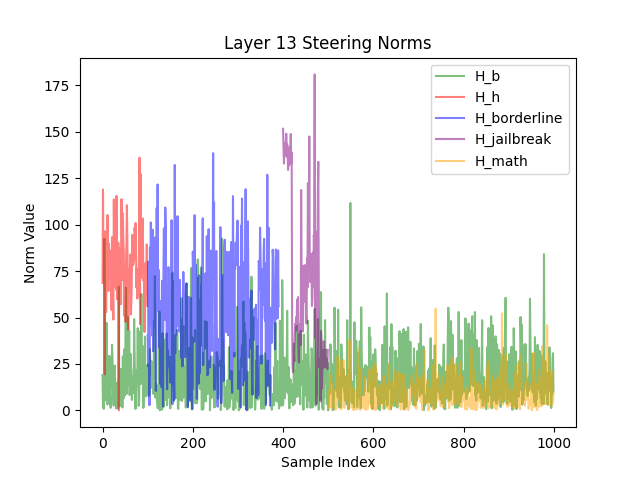 Layer 13 Steering Norms
Norm Value
175
150
125
100
75
50
25
0
0
200
400
600
800
1000
Sample Index
H_b
H_h
H_borderline
H_jailbreak
H_math